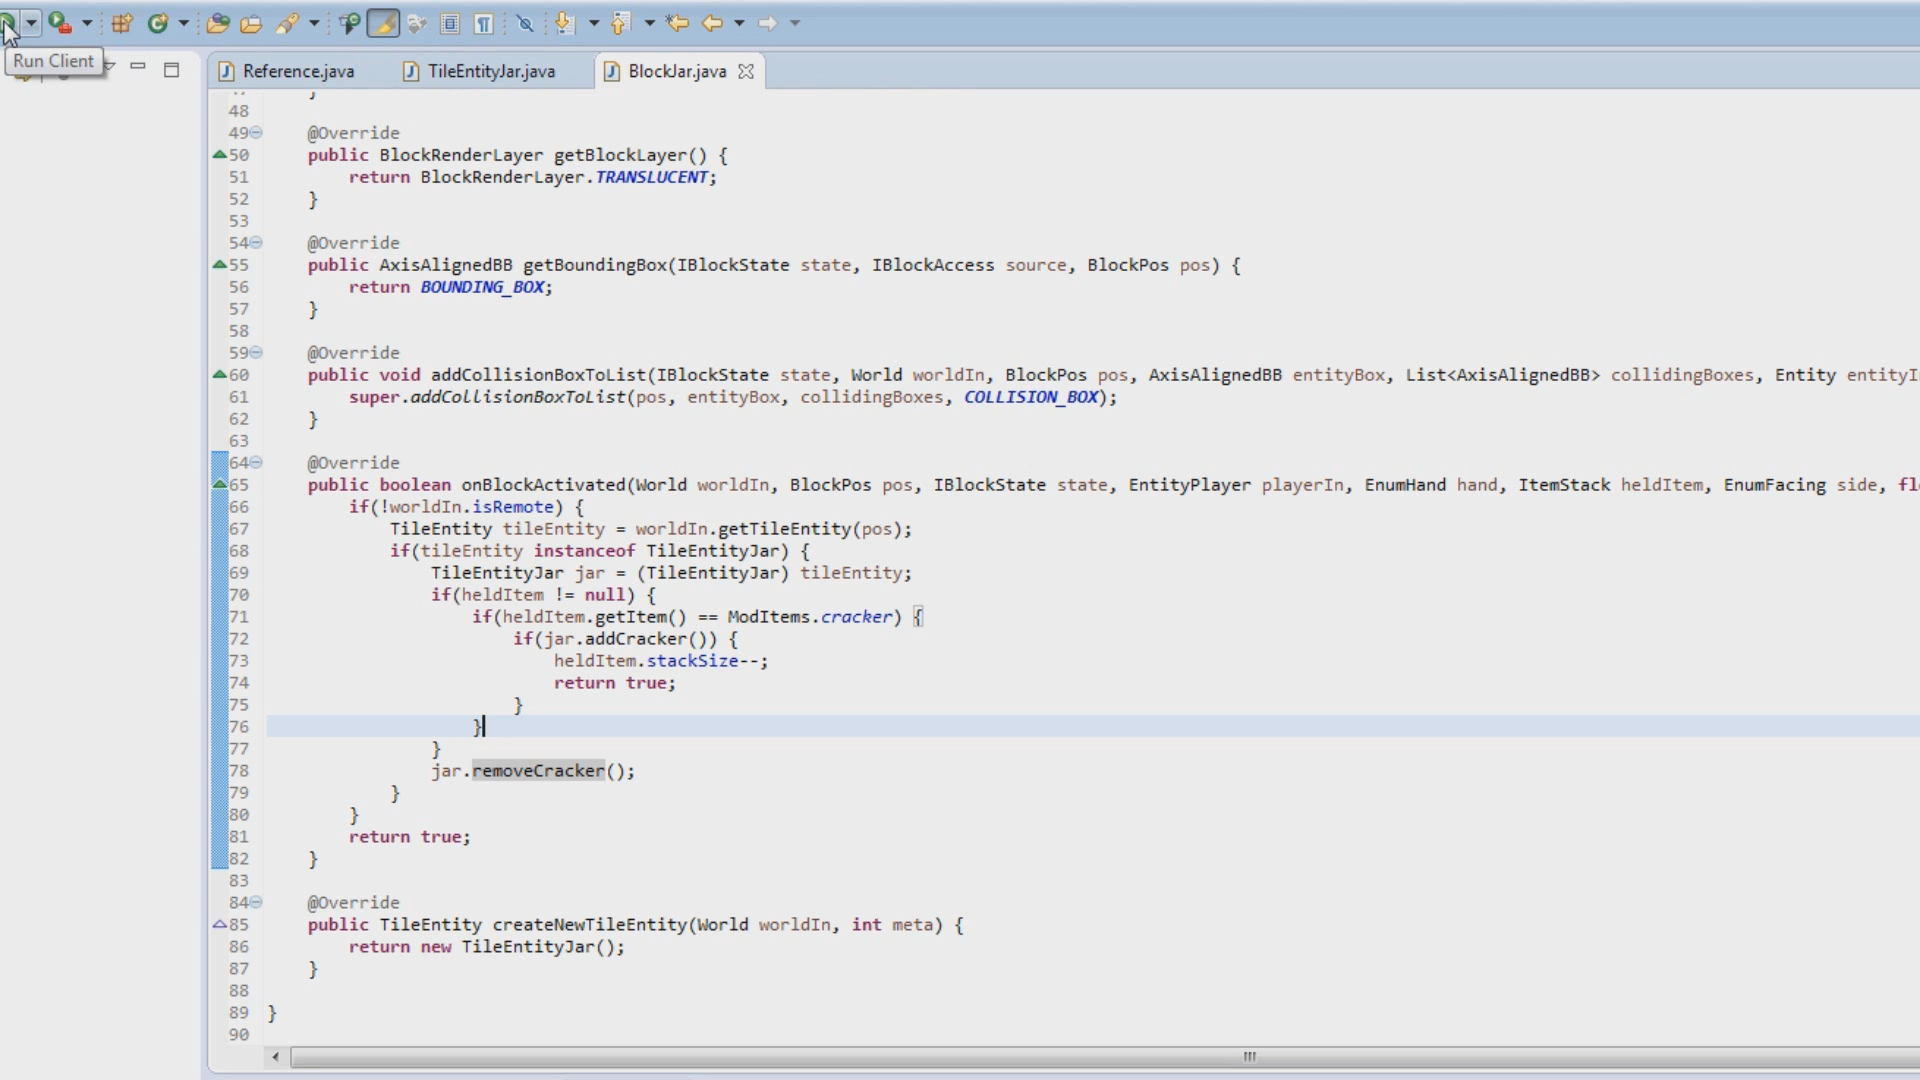 Run Client
Reference.java
TileEntityJar.java
BlockJar.java
48
49 @Override
50 public BlockRenderLayer getBlockLayer() {
51 return BlockRenderLayer.TRANSLUCENT;
52 }
53
54 @Override
55 public AxisAlignedBB getBoundingBox(IBlockState state, IBlockAccess source, BlockPos pos) {
56 return BOUNDING_BOX;
57 }
58
59 @Override
60 public void addCollisionBoxToList(IBlockState state, World worldIn, BlockPos pos, AxisAlignedBB entityBox, List<AxisAlignedBB> collidingBoxes, Entity entityI
61 super.addCollisionBoxToList(pos, entityBox, collidingBoxes, COLLISION_BOX);
62 }
63
64 @Override
65 public boolean onBlockActivated(World worldIn, BlockPos pos, IBlockState state, EntityPlayer playerIn, EnumHand hand, ItemStack heldItem, EnumFacing side, fl
66 if(!worldIn.isRemote) {
67 TileEntity tileEntity = worldIn.getTileEntity(pos);
68 if(tileEntity instanceof TileEntityJar) {
69 TileEntityJar jar = (TileEntityJar) tileEntity;
70 if(heldItem != null) {
71 if(heldItem.getItem() == ModItems.cracker) {
72 if(jar.addCracker()) {
73 heldItem.stackSize--;
74 return true;
75 }
76 }
77 }
78 jar.removeCracker();
79 }
80 }
81 return true;
82 }
83
84 @Override
85 public TileEntity createNewTileEntity(World worldIn, int meta) {
86 return new TileEntityJar();
87 }
88
89 }
90